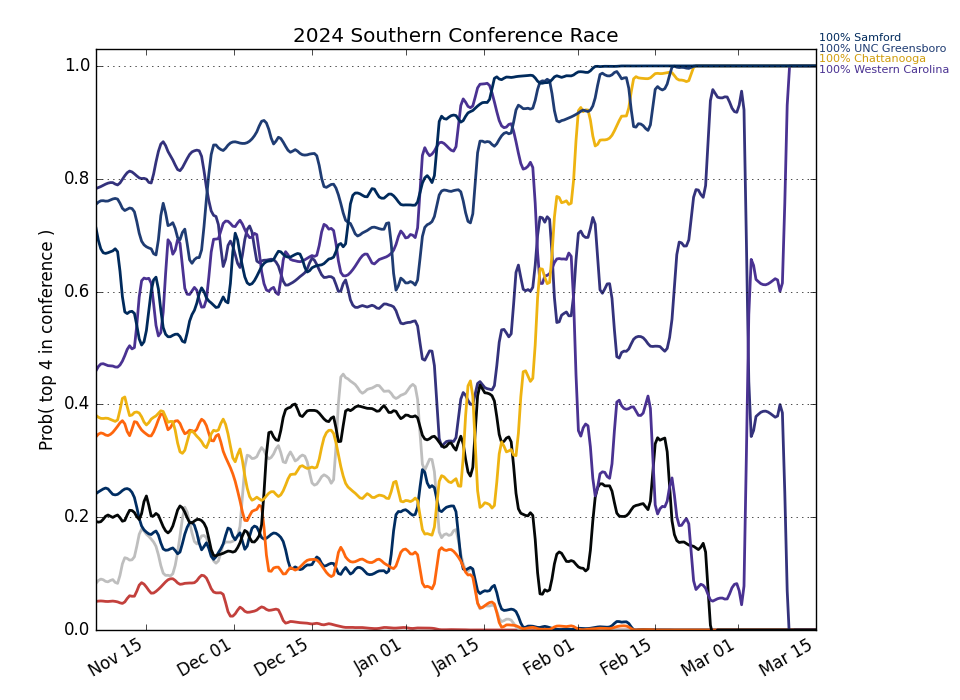 2024 Southern Conference Race
100% Samford
100% UNC Greensboro
100% Chattanooga
100% Western Carolina
Prob( top 4 in conference )
1.0
0.8
0.6
0.4
0.2
0.0
Nov 15
Dec 01
Dec 15
Jan 01
Jan 15
Feb 01
Feb 15
Mar 01
Mar 15